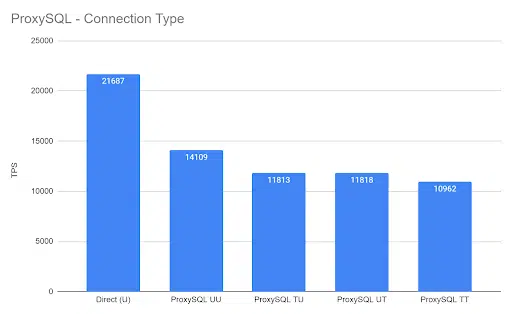 ProxySQL - Connection Type
TPS
25000
20000
15000
10000
5000
0
21687
14109
11813
11818
10962
Direct (U)
ProxySQL UU
ProxySQL TU
ProxySQL UT
ProxySQL TT